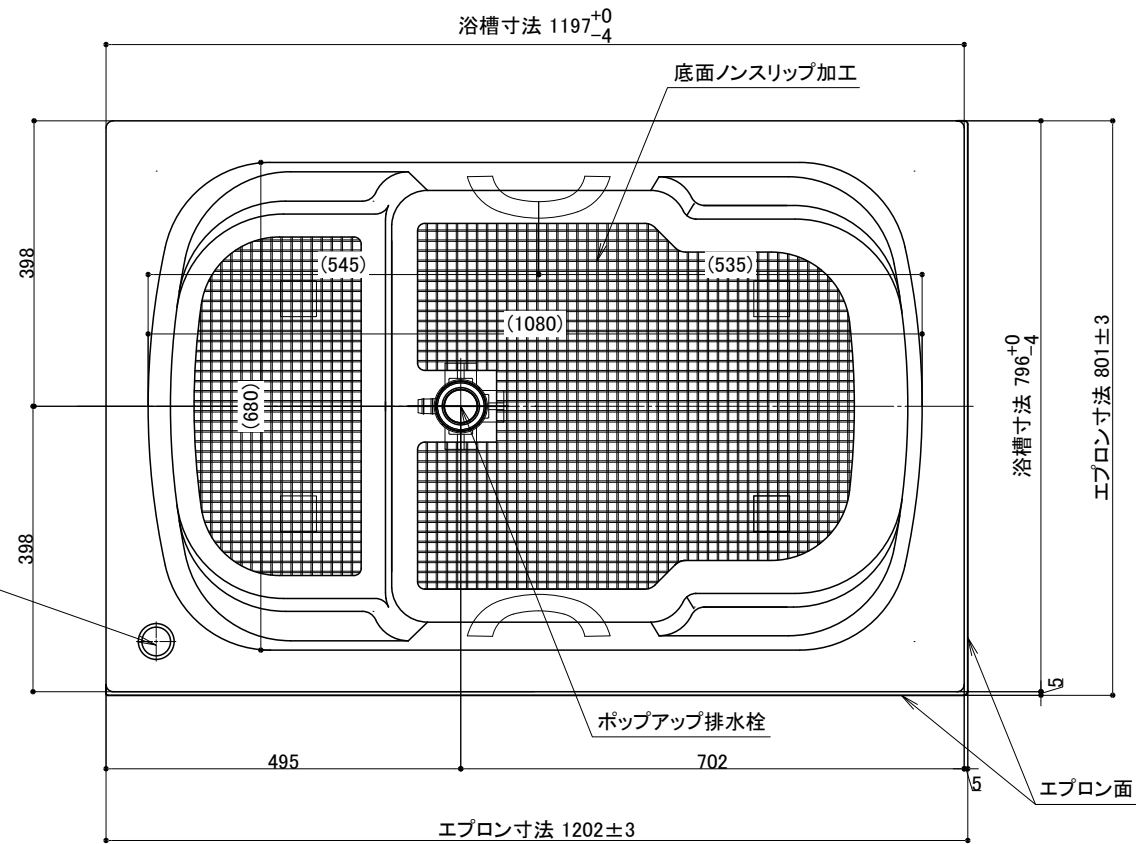 浴槽寸法 1197+0-4
底面ノンスリップ加工
398
(545)
(535)
(1080)
(680)
浴槽寸法 796+0-4
エプロン寸法 801±3
398
5
ポップアップ排水栓
495
702
5
エプロン面
エプロン寸法 1202±3